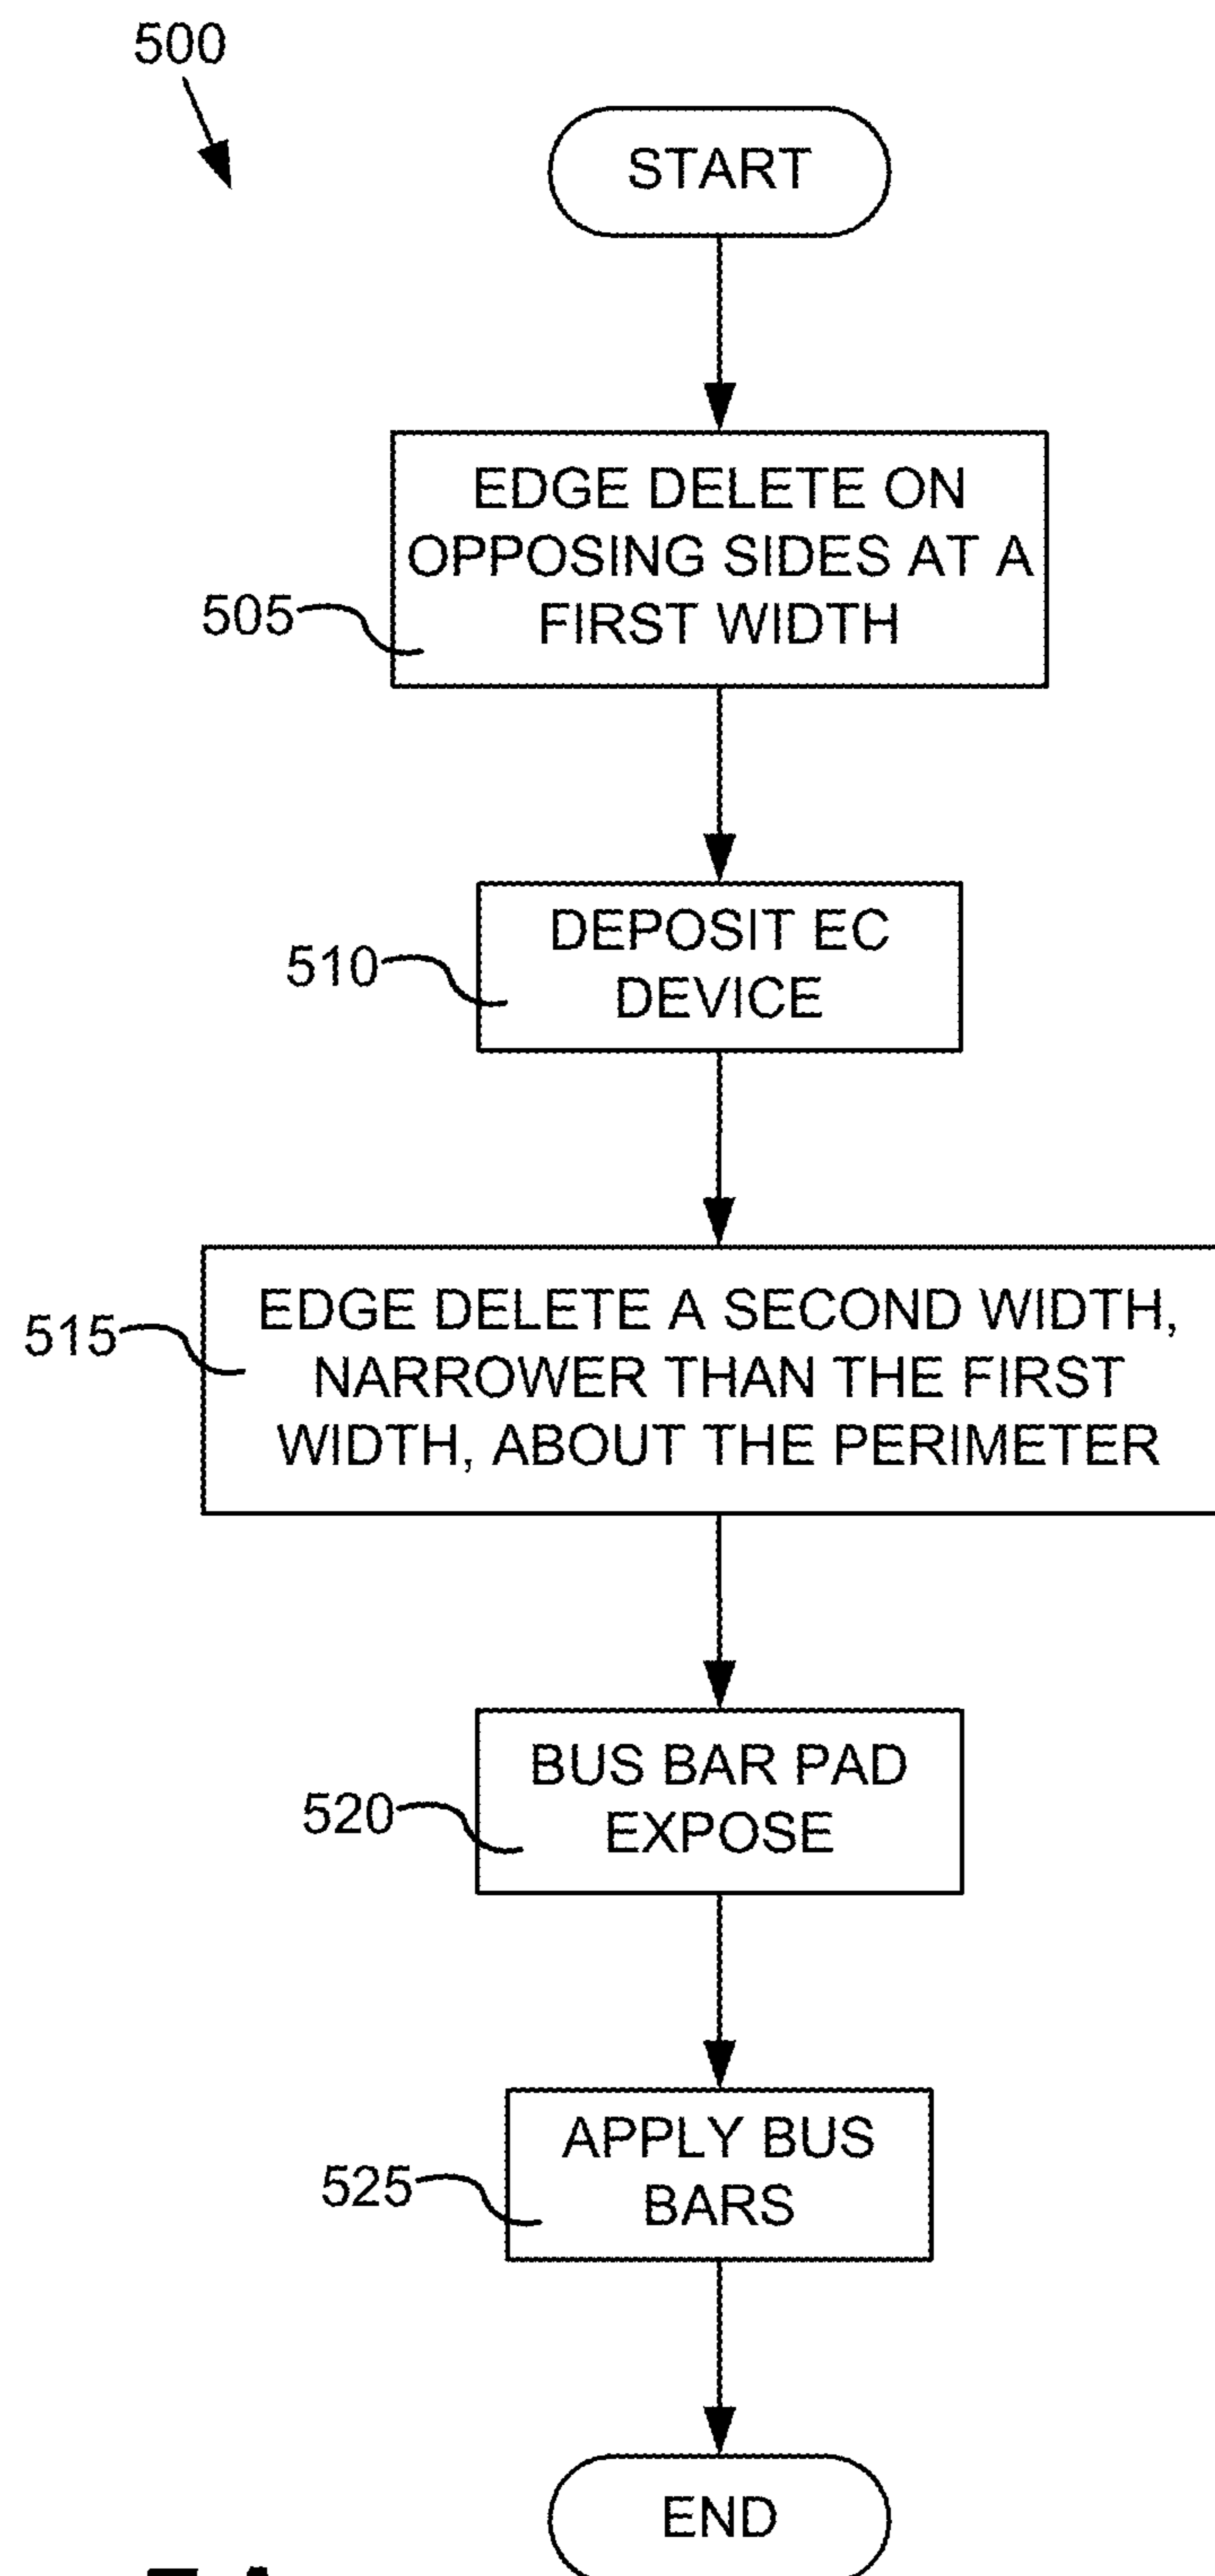 500
START
EDGE DELETE ON
OPPOSING SIDES AT A
FIRST WIDTH
505
DEPOSIT EC
DEVICE
510
EDGE DELETE A SECOND WIDTH,
NARROWER THAN THE FIRST
WIDTH, ABOUT THE PERIMETER
515
BUS BAR PAD
EXPOSE
520
APPLY BUS
BARS
525
END